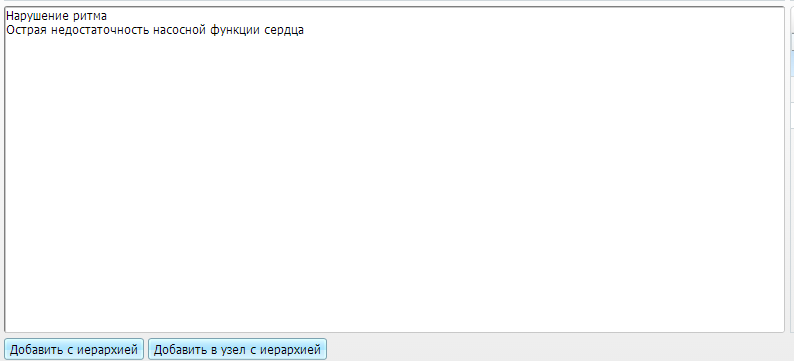 Нарушение ритма
Острая недостаточность насосной функции сердца
Добавить с иерархией
Добавить в узел с иерархией